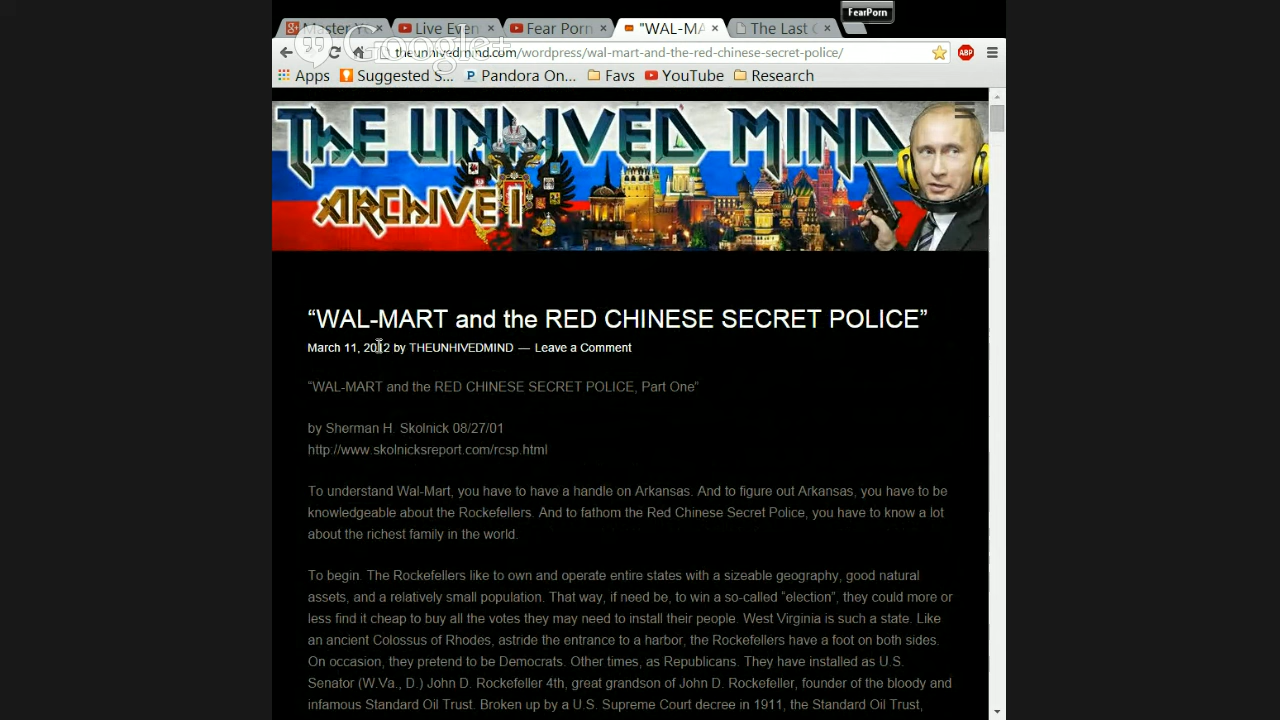 FearPorn
Master Yo
Live Even
Fear Porn
"WAL-MA
The Last
Google+
theunhivedmind.com/wordpress/wal-mart-and-the-red-chinese-secret-police/
ABP
Apps
Suggested S...
Pandora On...
Favs
YouTube
Research
THE UNHIVED MIND
ARCHIVE I
“WAL-MART and the RED CHINESE SECRET POLICE”
March 11, 2012 by THEUNHIVEDMIND — Leave a Comment
“WAL-MART and the RED CHINESE SECRET POLICE, Part One”
by Sherman H. Skolnick 08/27/01
http://www.skolnicksreport.com/rcsp.html
To understand Wal-Mart, you have to have a handle on Arkansas. And to figure out Arkansas, you have to be
knowledgeable about the Rockefellers. And to fathom the Red Chinese Secret Police, you have to know a lot
about the richest family in the world.
To begin. The Rockefellers like to own and operate entire states with a sizeable geography, good natural
assets, and a relatively small population. That way, if need be, to win a so-called “election”, they could more or
less find it cheap to buy all the votes they may need to install their people. West Virginia is such a state. Like
an ancient Colossus of Rhodes, astride the entrance to a harbor, the Rockefellers have a foot on both sides.
On occasion, they pretend to be Democrats. Other times, as Republicans. They have installed as U.S.
Senator (W.Va., D.) John D. Rockefeller 4th, great grandson of John D. Rockefeller, founder of the bloody and
infamous Standard Oil Trust. Broken up by a U.S. Supreme Court decree in 1911, the Standard Oil Trust,